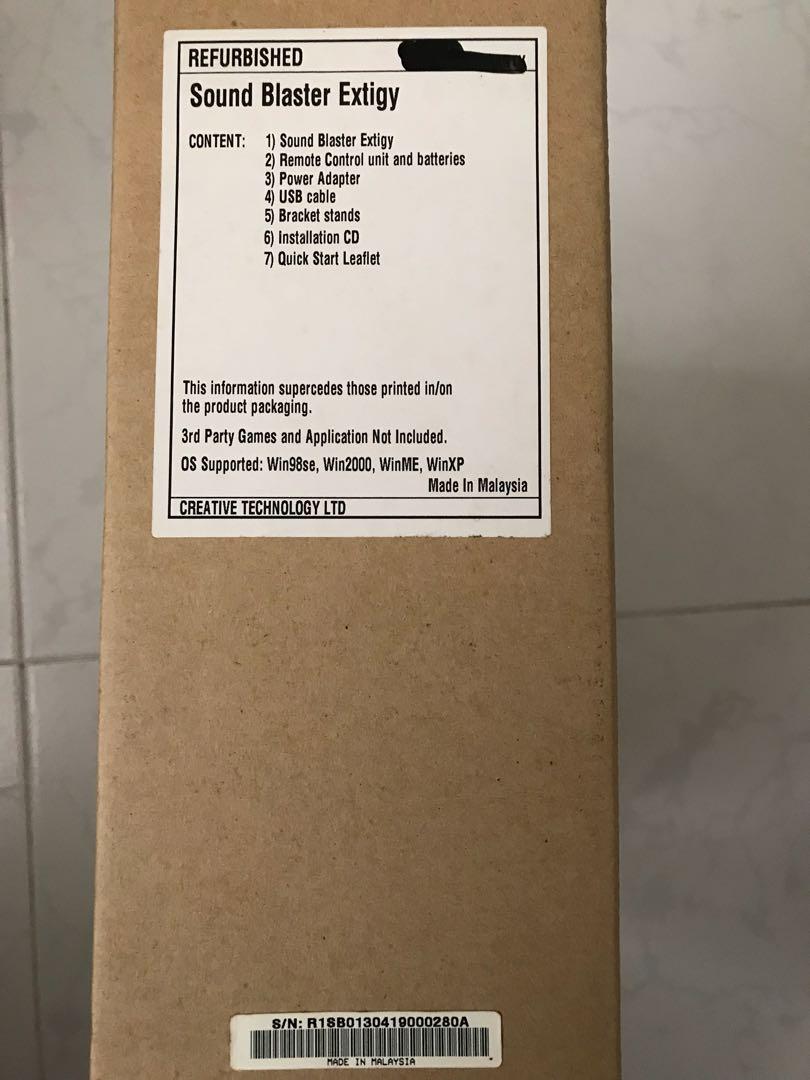 REFURBISHED
Sound Blaster Extigy
CONTENT: 1) Sound Blaster Extigy
2) Remote Control unit and batteries
3) Power Adapter
4) USB cable
5) Bracket stands
6) Installation CD
7) Quick Start Leaflet
This information supercedes those printed in/on
the product packaging.
3rd Party Games and Application Not Included.
OS Supported: Win98se, Win2000, WinME, WinXP
Made In Malaysia
CREATIVE TECHNOLOGY LTD
S/N: R1SB0130419000280A
MADE IN MALAYSIA